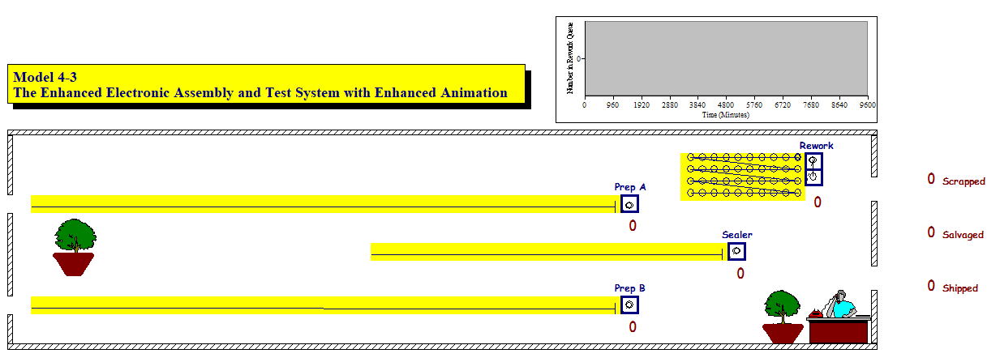 Number in Rework Queue
0
0 960 1920 2880 3840 4800 5760 6720 7680 8640 9600
Time (Minutes)
Model 4-3
The Enhanced Electronic Assembly and Test System with Enhanced Animation
Rework
0
0 Scrapped
Prep A
0
Sealer
0
0 Salvaged
Prep B
0
0 Shipped